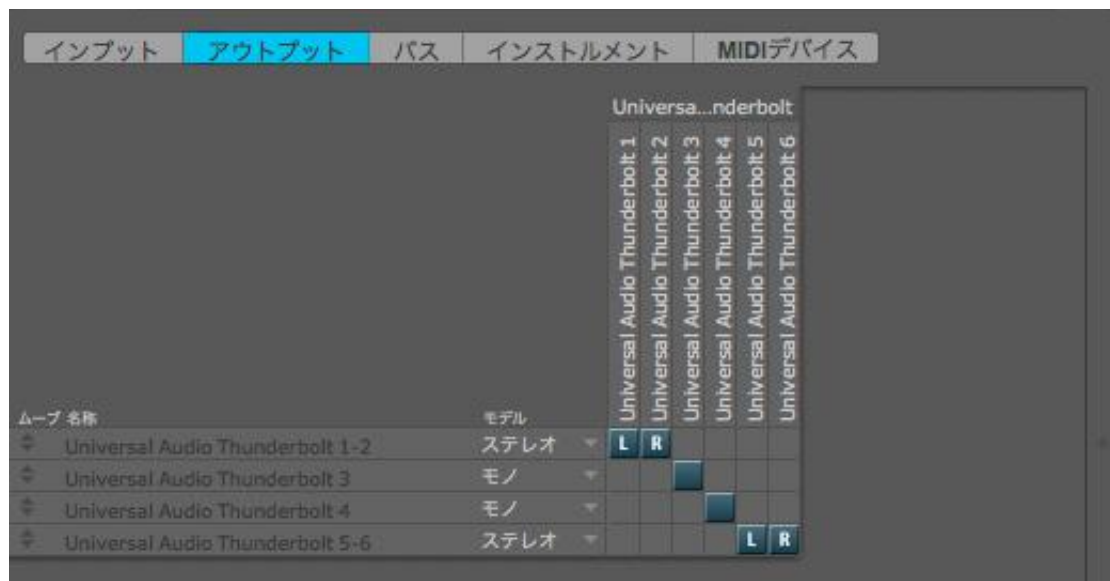 インプット アウトプット バス インストルメント MIDIデバイス
Universa...nderbolt
Universal Audio Thunderbolt 1
Universal Audio Thunderbolt 2
Universal Audio Thunderbolt 3
Universal Audio Thunderbolt 4
Universal Audio Thunderbolt 5
Universal Audio Thunderbolt 6
ムーブ 名称 モデル
Universal Audio Thunderbolt 1-2 ステレオ L R
Universal Audio Thunderbolt 3 モノ
Universal Audio Thunderbolt 4 モノ
Universal Audio Thunderbolt 5-6 ステレオ L R